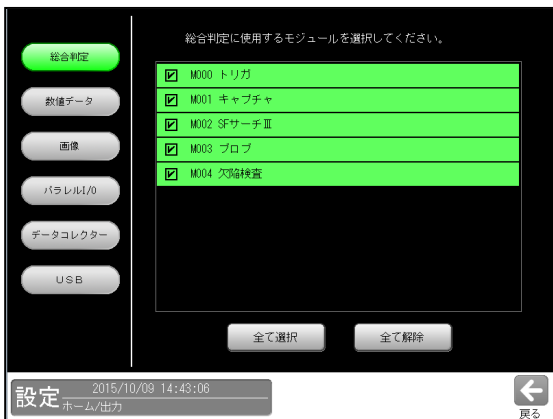 総合判定に使用するモジュールを選択してください。
総合判定
数値データ
画像
パラレルI/O
データコレクター
USB
M000 トリガ
M001 キャプチャ
M002 SFサーチⅢ
M003 ブロブ
M004 欠陥検査
全て選択
全て解除
設定
2015/10/09 14:43:06
ホーム/出力
戻る